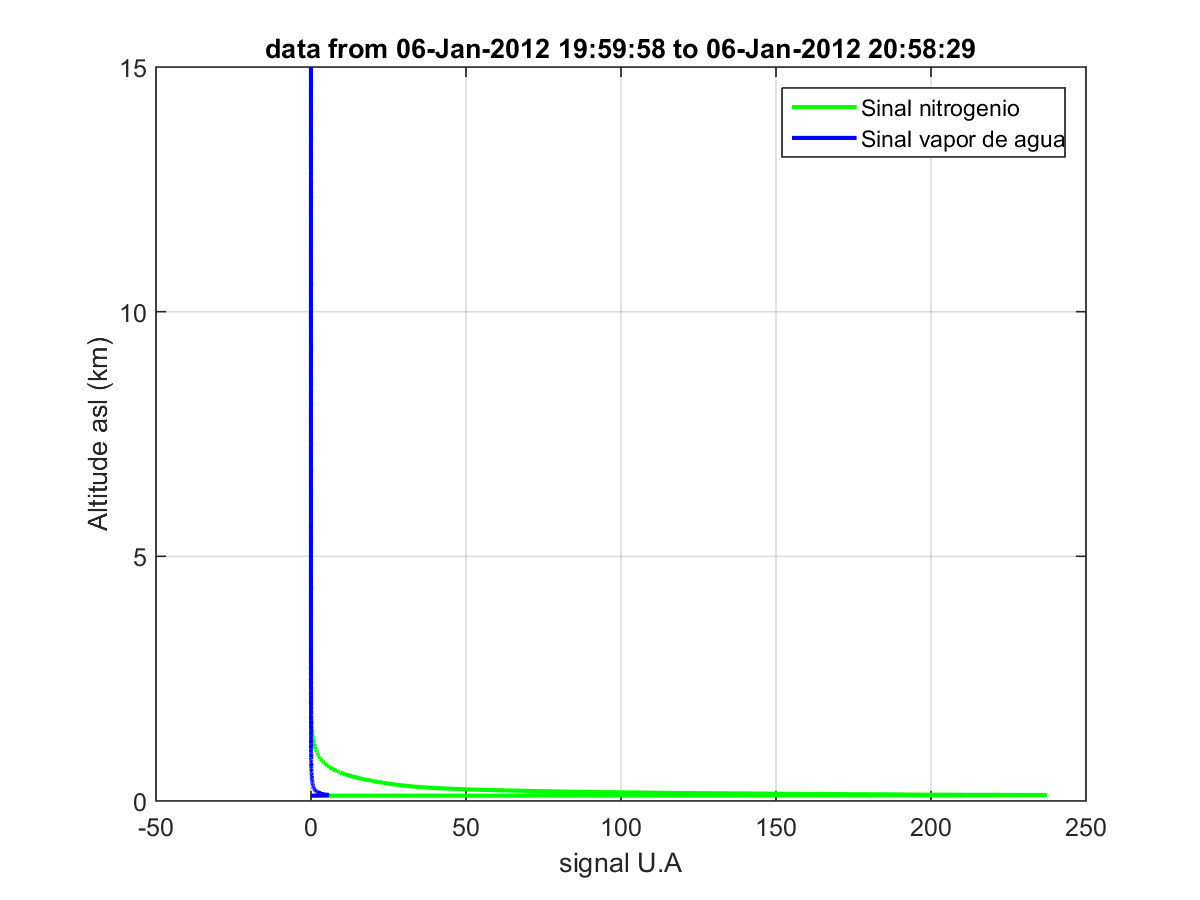 data from 06-Jan-2012 19:59:58 to 06-Jan-2012 20:58:29
15
Sinal nitrogenio
Sinal vapor de agua
10
Altitude asl (km)
5
0
-50 0 50 100 150 200 250
signal U.A